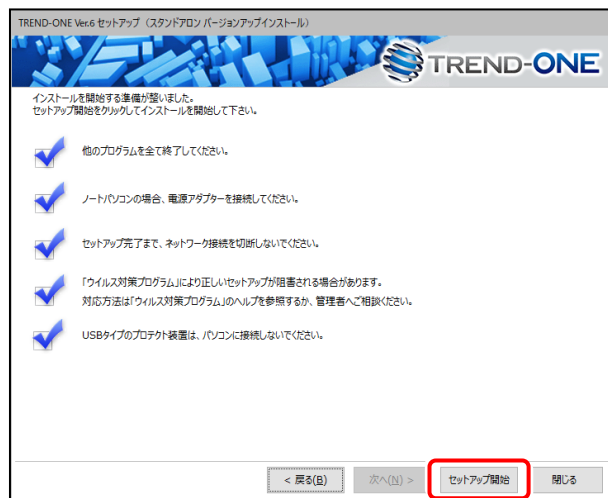 TREND-ONE Ver.6 セットアップ（スタンドアロン バージョンアップインストール）
TREND-ONE
インストールを開始する準備が整いました。
セットアップ開始をクリックしてインストールを開始して下さい。
他のプログラムを全て終了してください。
ノートパソコンの場合、電源アダプターを接続してください。
セットアップ完了まで、ネットワーク接続を切断しないでください。
「ウイルス対策プログラム」により正しいセットアップが阻害される場合があります。
対応方法は「ウィルス対策プログラム」のヘルプを参照するか、管理者へご相談ください。
USBタイプのプロテクト装置は、パソコンに接続しないでください。
< 戻る(B) 次へ(N) > セットアップ開始 閉じる